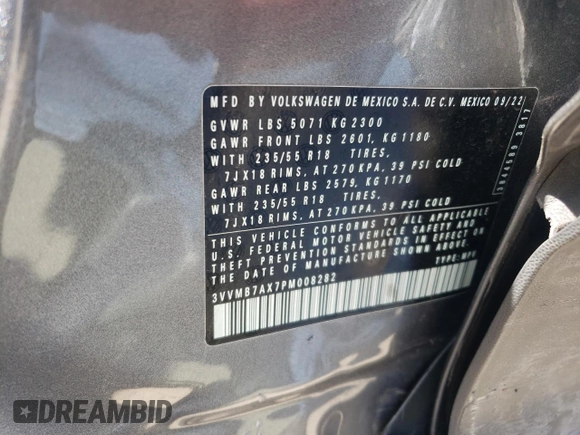 MFD BY VOLKSWAGEN DE MEXICO S.A. DE C.V. MEXICO 09/22
GVWR LBS 5071 KG 2300
GAWR FRONT LBS 2601, KG 1180
WITH 235/55 R18 TIRES,
7JX18 RIMS, AT 270 KPA, 39 PSI COLD
GAWR REAR LBS 2579, KG 1170
WITH 235/55 R18 TIRES,
7JX18 RIMS, AT 270 KPA, 39 PSI COLD
THIS VEHICLE CONFORMS TO ALL APPLICABLE
U.S. FEDERAL MOTOR VEHICLE SAFETY AND
THEFT PREVENTION STANDARDS IN EFFECT ON
THE DATE OF MANUFACTURE SHOWN ABOVE.
TYPE: MPV
3VVMB7AX7PM008282
3817
DREAMBID